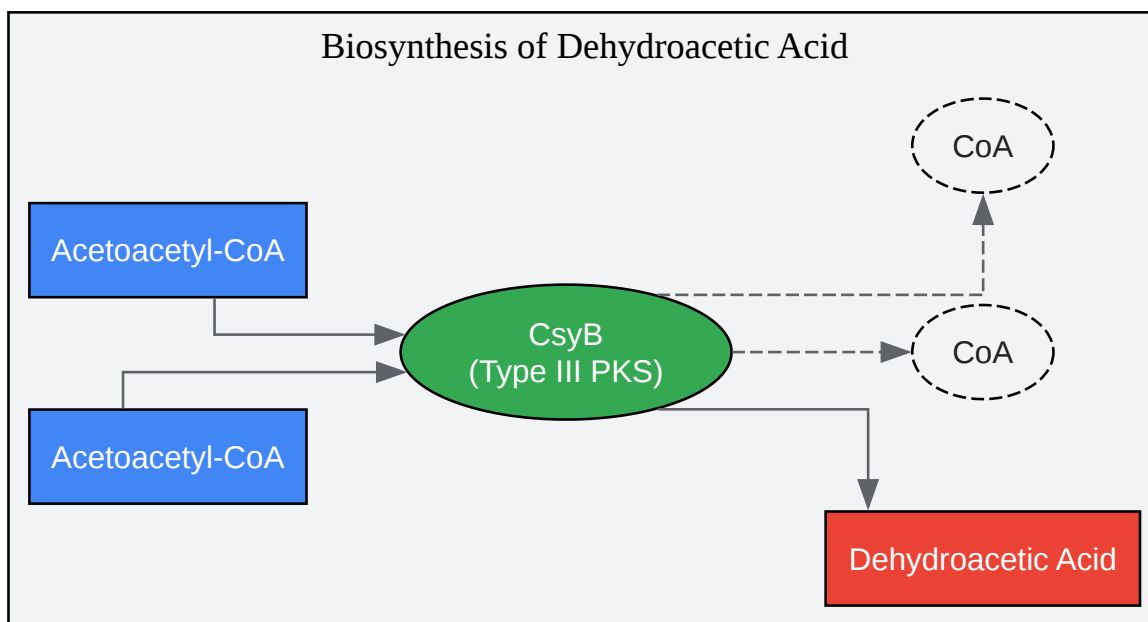 Biosynthesis of Dehydroacetic Acid
CoA
Acetoacetyl-CoA
CsyB
(Type III PKS)
CoA
Acetoacetyl-CoA
Dehydroacetic Acid